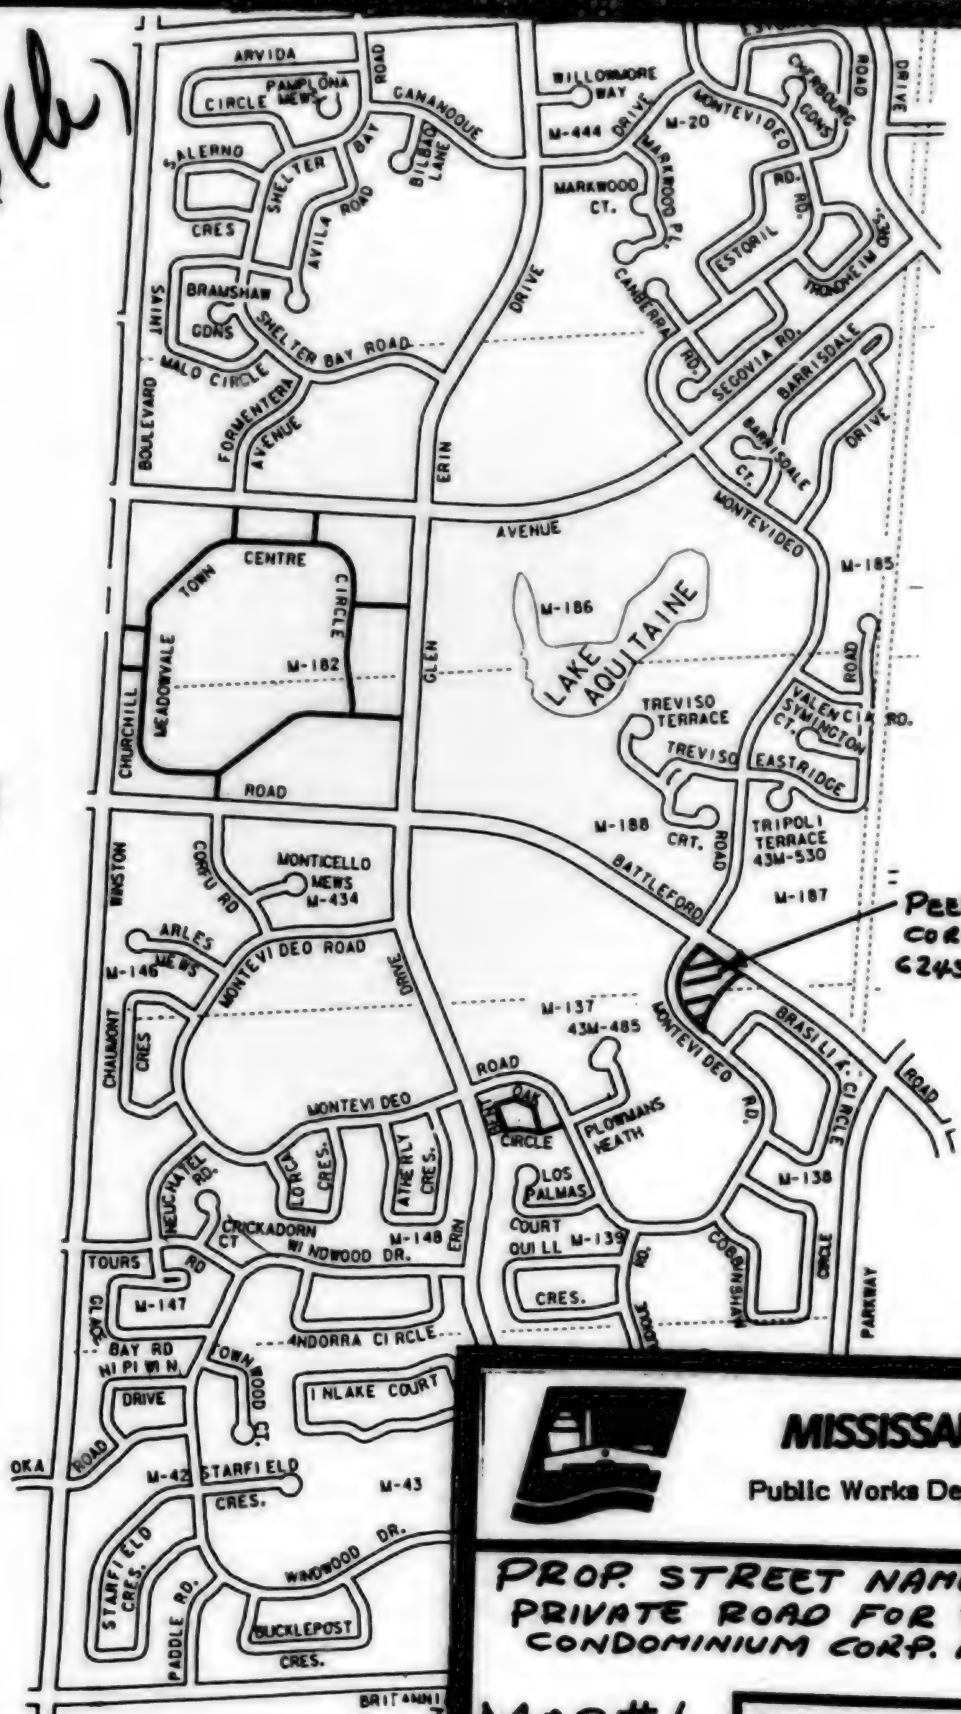 ARVIDA
CIRCLE
PAMPLONA
MEWS
ROAD
SHELTER
BAY
GANANOQUE
BILBAO
LANE
SALERNO
CRES
AVILA
ROAD
BRAMSHAW
GDNS
SAINT
MALO CIRCLE
SHELTER BAY ROAD
FORMENTERA
AVENUE
BOULEVARD
WILLOWMORE
WAY
M-444
DRIVE
M-20
MARKWOOD
CT.
MARKWOOD PL.
ESTORIL
CHERBOURG
GDNS
ROAD
DRIVE
MONTEVIDEO
RD.
RD.
ESTORIL
TRONDHEIM
CRES.
CANBERRA
RD.
SEGOVIA RD.
BARRISDALE
DRIVE
BARRISDALE
CT.
DRIVE
ERIN
AVENUE
MONTEVIDEO
M-185
TOWN
CENTRE
CIRCLE
M-182
MEADOWVALE
CHURCHILL
GLEN
M-186
LAKE
AQUITAINE
ROAD
VALENCIA RD.
SYMINGTON
CT.
TREVISO
TERRACE
TREVISO
EASTRIDGE
M-188
CRT.
ROAD
TRIPOLI
TERRACE
43M-530
ROAD
WINSTON
CORFU RD
MONTICELLO
MEWS
M-434
BATTLEFORD
M-187
ARLES
MEWS
M-146
MONTEVIDEO ROAD
DRIVE
CHAUMONT
CRES
M-137
43M-485
MONTEVIDEO
RD.
BRASILIA
CIRCLE
ROAD
MONTEVIDEO
ROAD
BENT
OAK
CIRCLE
PLOWMANS
HEATH
LORCA
CRES.
ATHERLY
CRES.
NEUCHATEL
RD.
CRICKADORN
CT
LOS
PALMAS
COURT
M-138
M-148
ERIN
WINDWOOD DR.
QUILL
M-139
RD.
COBBINSHAW
CIRCLE
PARKWAY
TOURS
RD
M-147
CRES.
GLACE
BAY RD
ANDORRA CIRCLE
NIPIWIN
DRIVE
TOWNWOOD CT.
INLAKE COURT
OKA
ROAD
M-42
STARFIELD
CRES.
M-43
STARFIELD
CRES.
PADDLE RD.
WINDWOOD DR.
BUCKLEPOST
CRES.
MISSISSA
Public Works De
PROP. STREET NAM
PRIVATE ROAD FOR
CONDOMINIUM CORP.